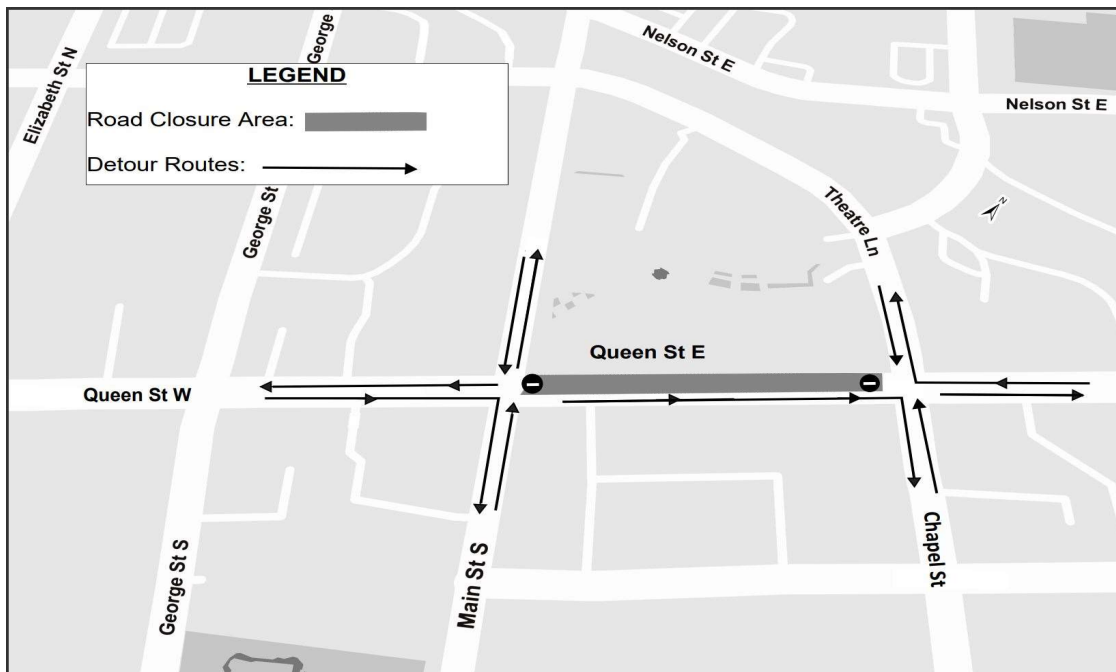 Elizabeth St N
George
Nelson St E
Nelson St E
LEGEND
Road Closure Area:
Detour Routes:
George St
Theatre Ln
N
Queen St E
Queen St W
George St S
Main St S
Chapel St